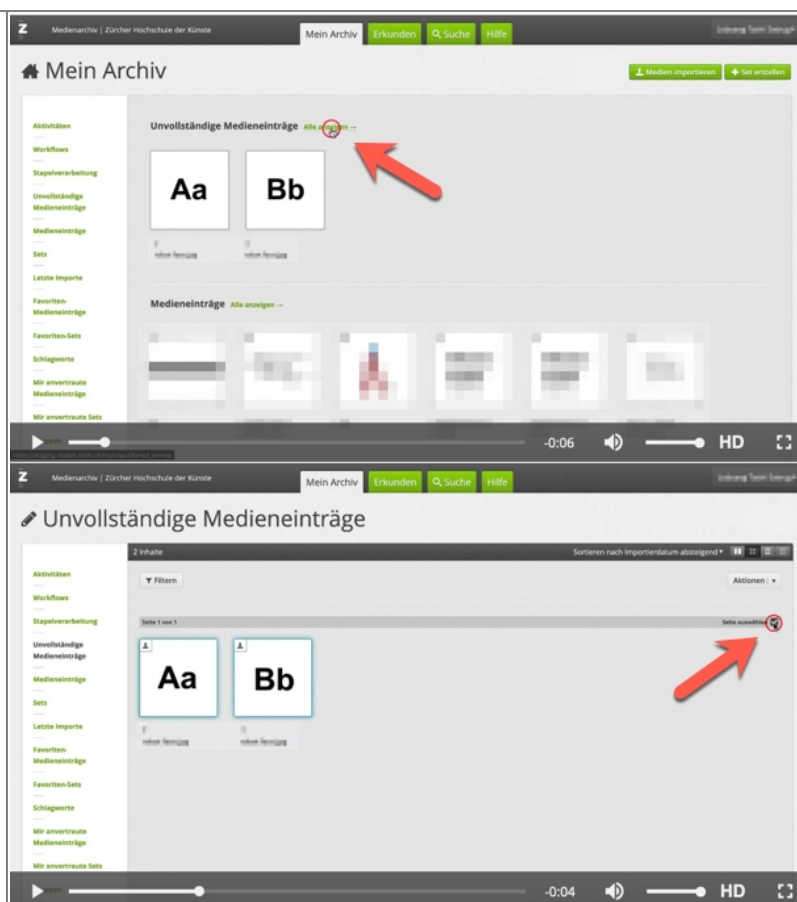 Z
Medienarchiv | Zürcher Hochschule der Künste
Mein Archiv
Erkunden
Suche
Hilfe
Mein Archiv
Medien importieren
Set erstellen
Aktivitäten
Workflows
Stapelverarbeitung
Unvollständige
Medieneinträge
Medieneinträge
Sets
Letzte Importe
Favoriten-
Medieneinträge
Favoriten-Sets
Schlagworte
Mir anvertraute
Medieneinträge
Mir anvertraute Sets
Unvollständige Medieneinträge Alle anzeigen →
Aa
Bb
Medieneinträge Alle anzeigen →
-0:06
HD
Z
Medienarchiv | Zürcher Hochschule der Künste
Mein Archiv
Erkunden
Suche
Hilfe
Unvollständige Medieneinträge
Aktivitäten
Workflows
Stapelverarbeitung
Unvollständige
Medieneinträge
Medieneinträge
Sets
Letzte Importe
Favoriten-
Medieneinträge
Favoriten-Sets
Schlagworte
Mir anvertraute
Medieneinträge
Mir anvertraute Sets
2 Inhalte
Sortieren nach Importierdatum absteigend
Filtern
Aktionen
Seite 1 von 1
Seite auswählen
Aa
Bb
-0:04
HD